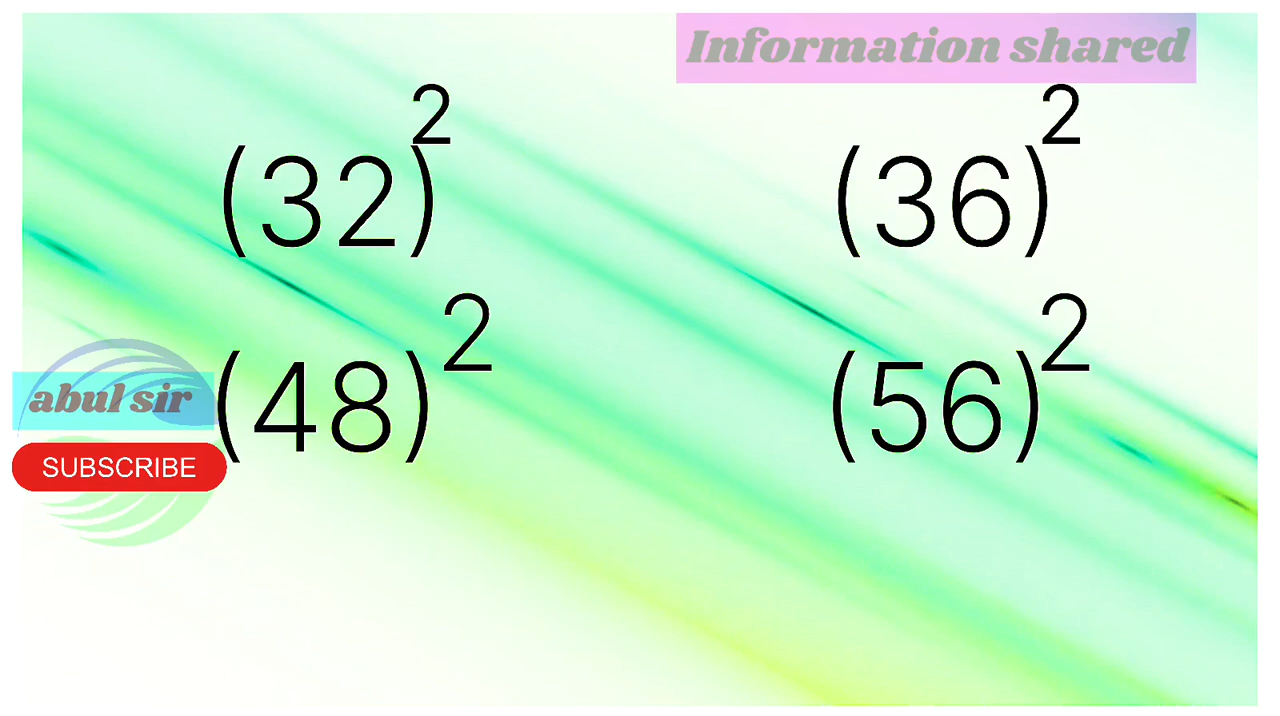 Information shared
(32)² (36)²
(48)² (56)²
abul sir
SUBSCRIBE